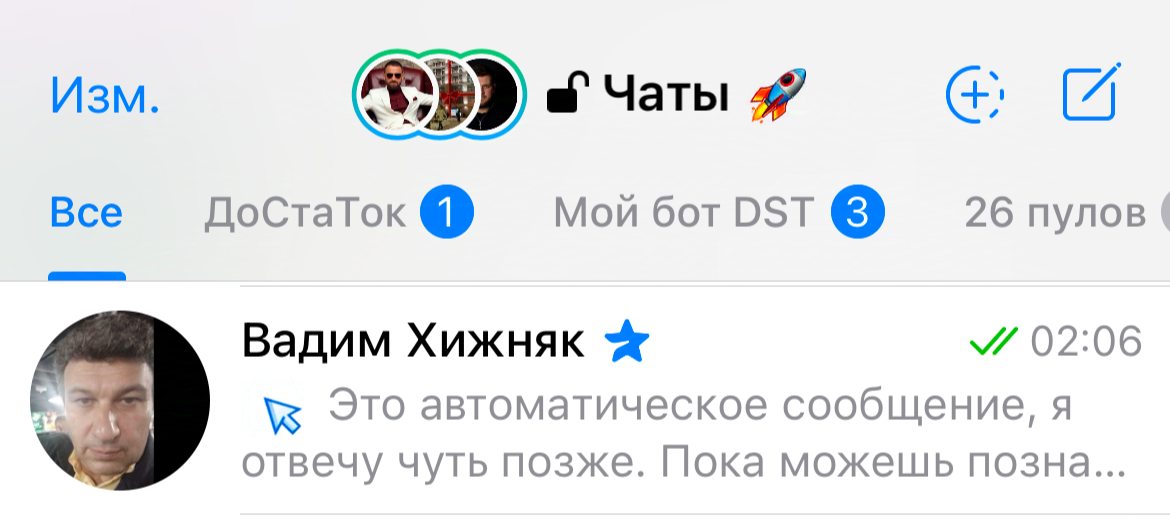 Изм.
Чаты 🚀
Все ДоСтаТок 1 Мой бот DST 3 26 пулов
Вадим Хижняк 02:06
Это автоматическое сообщение, я
отвечу чуть позже. Пока можешь позна...